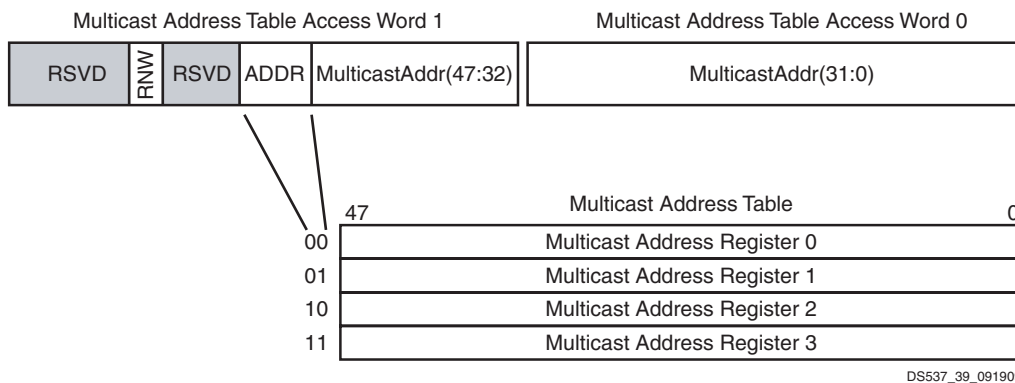 Multicast Address Table Access Word 1
Multicast Address Table Access Word 0
RSVD RNW RSVD ADDR MulticastAddr(47:32) MulticastAddr(31:0)
47 Multicast Address Table 0
00 Multicast Address Register 0
01 Multicast Address Register 1
10 Multicast Address Register 2
11 Multicast Address Register 3
DS537_39_09190